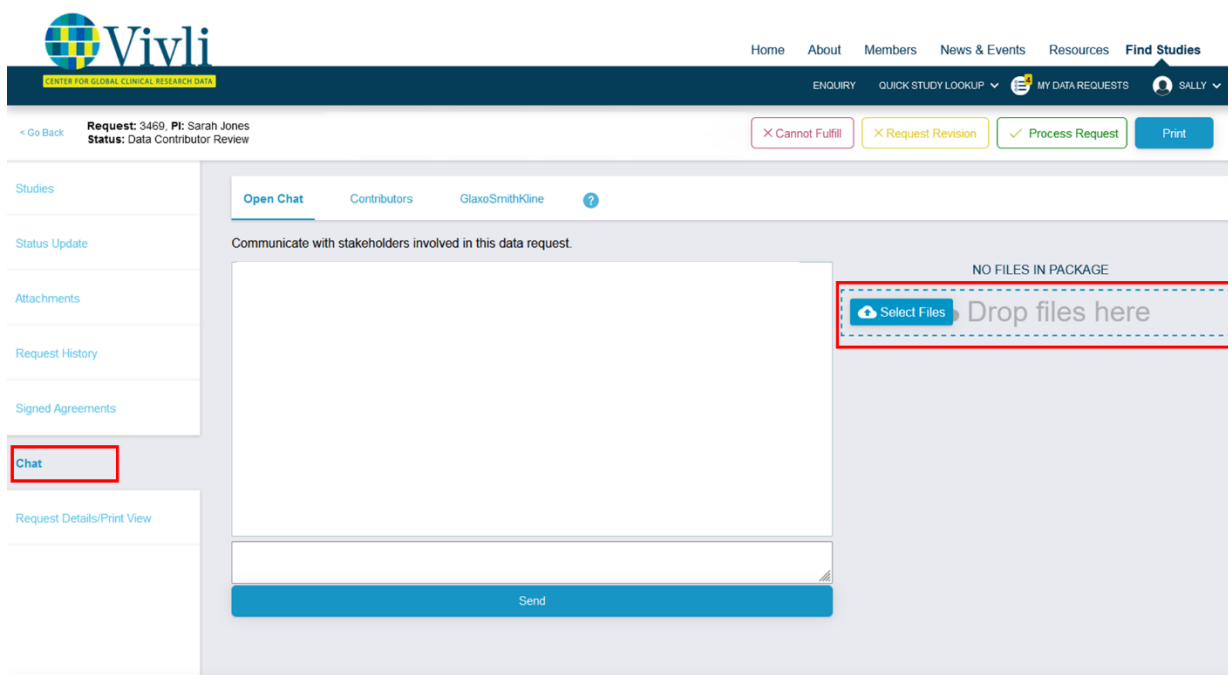 Vivli
CENTER FOR GLOBAL CLINICAL RESEARCH DATA
Home About Members News & Events Resources Find Studies
ENQUIRY QUICK STUDY LOOKUP 4 MY DATA REQUESTS SALLY
< Go Back
Request: 3469, PI: Sarah Jones
Status: Data Contributor Review
Cannot Fulfill Request Revision Process Request Print
Studies
Status Update
Attachments
Request History
Signed Agreements
Chat
Request Details/Print View
Open Chat Contributors GlaxoSmithKline ?
Communicate with stakeholders involved in this data request.
NO FILES IN PACKAGE
Select Files Drop files here
Send